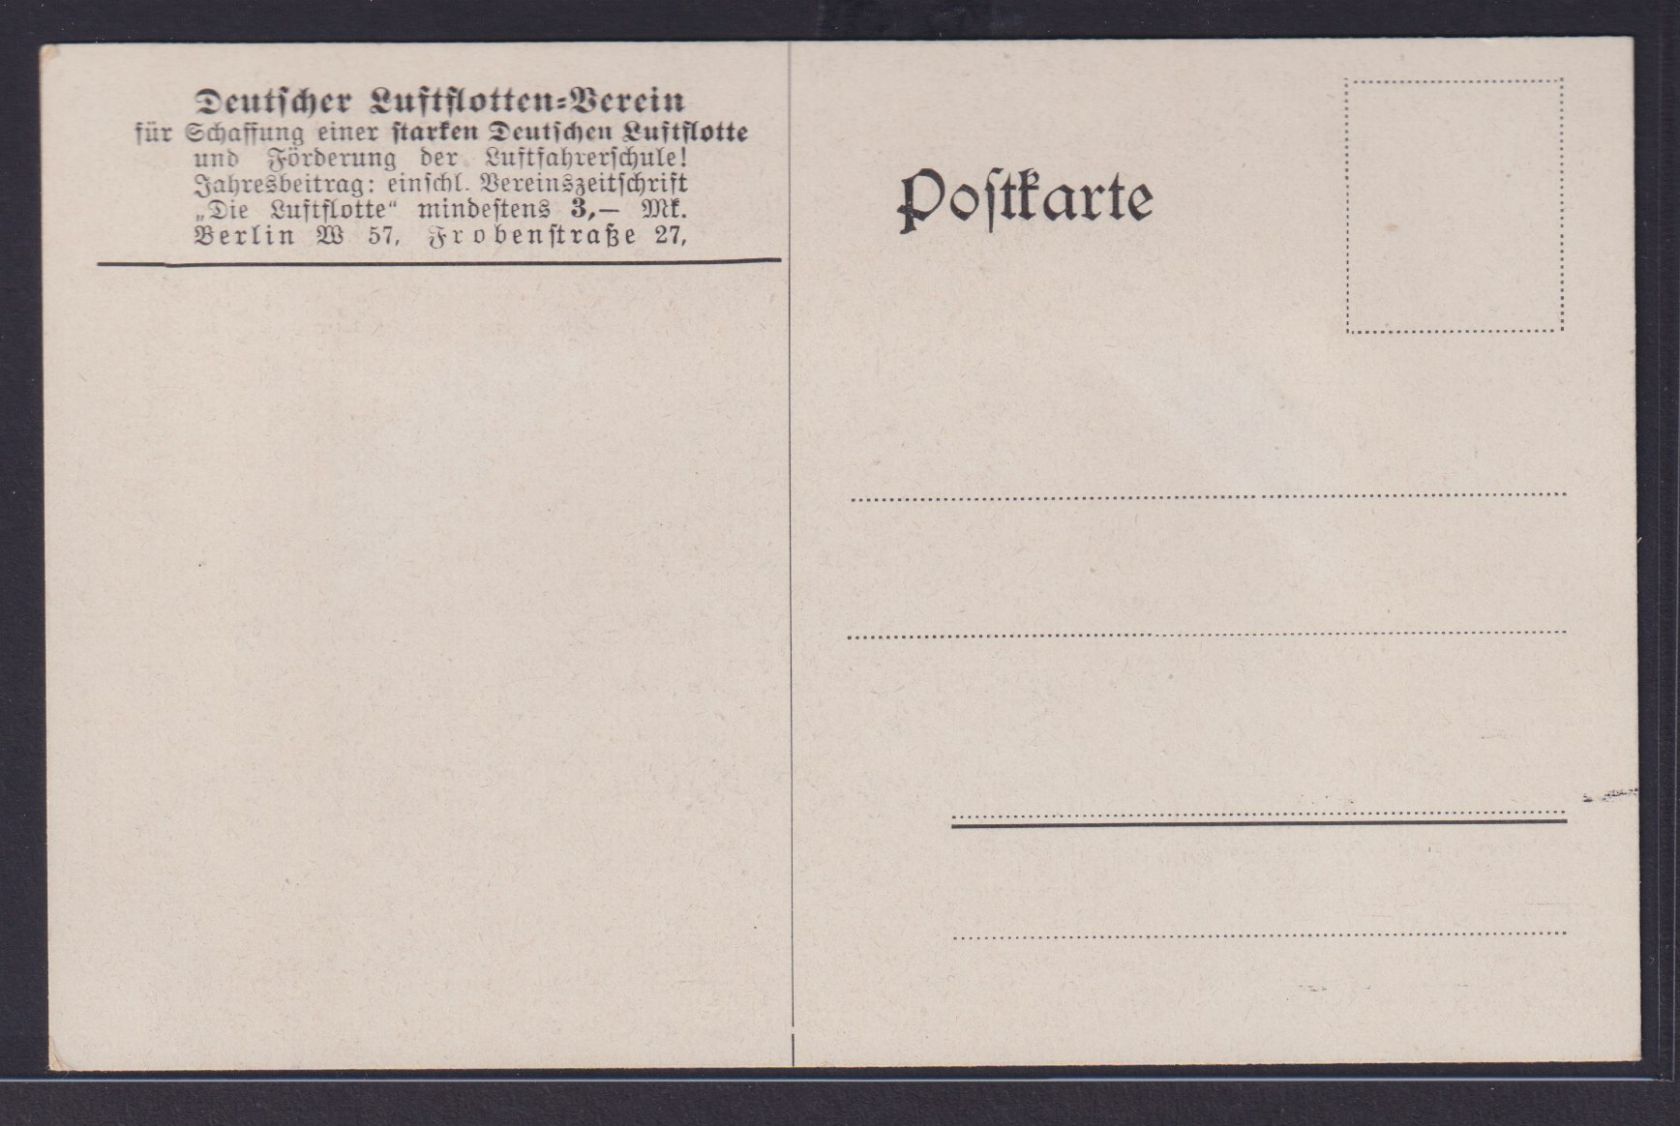 Deutſcher Luftflotten-Verein
für Schaffung einer ſtarken Deutſchen Luftflotte
und Förderung der Luftfahrerſchule!
Jahresbeitrag: einſchl. Vereinszeitſchrift
„Die Luftflotte“ mindeſtens 3,— Mk.
Berlin W 57, Frobenſtraße 27,
Poſtkarte